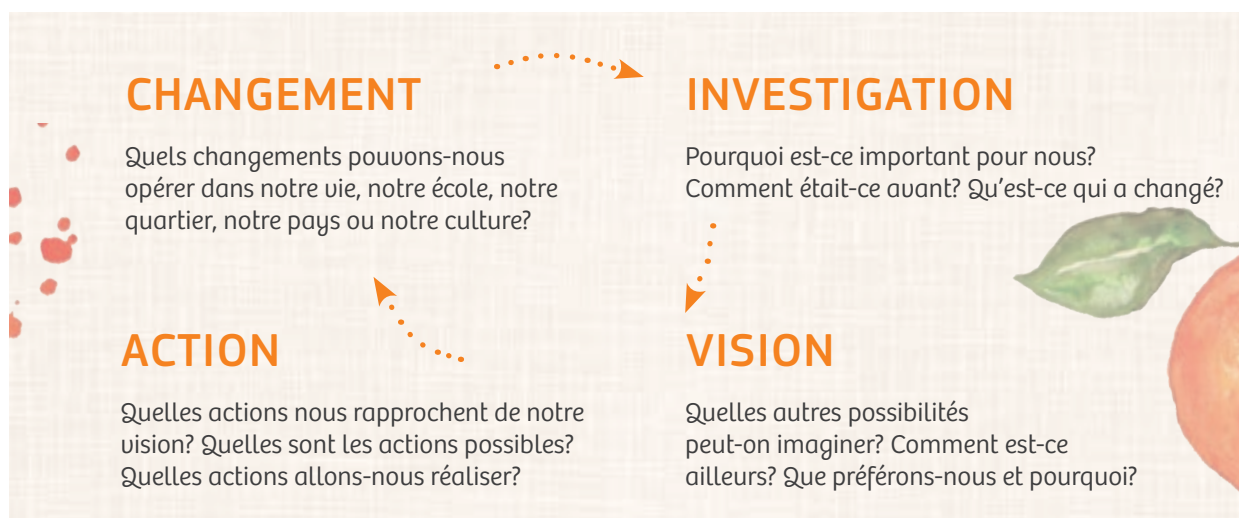 CHANGEMENT
Quels changements pouvons-nous
opérer dans notre vie, notre école, notre
quartier, notre pays ou notre culture?
INVESTIGATION
Pourquoi est-ce important pour nous?
Comment était-ce avant? Qu'est-ce qui a changé?
ACTION
Quelles actions nous rapprochent de notre
vision? Quelles sont les actions possibles?
Quelles actions allons-nous réaliser?
VISION
Quelles autres possibilités
peut-on imaginer? Comment est-ce
ailleurs? Que préférons-nous et pourquoi?